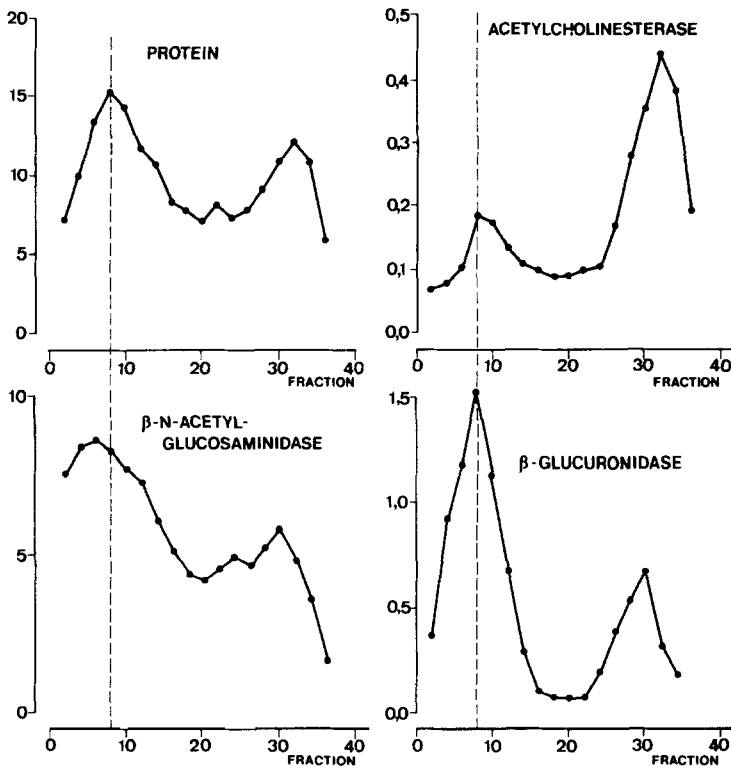 PROTEIN
20
15
10
5
0
0 10 20 30 40
FRACTION
ACETYLCHOLINESTERASE
0,5
0,4
0,3
0,2
0,1
0,0
0 10 20 30 40
FRACTION
β-N-ACETYL-
GLUCOSAMINIDASE
10
5
0
0 10 20 30 40
FRACTION
β-GLUCURONIDASE
1,5
1,0
0,5
0,0
0 10 20 30 40
FRACTION